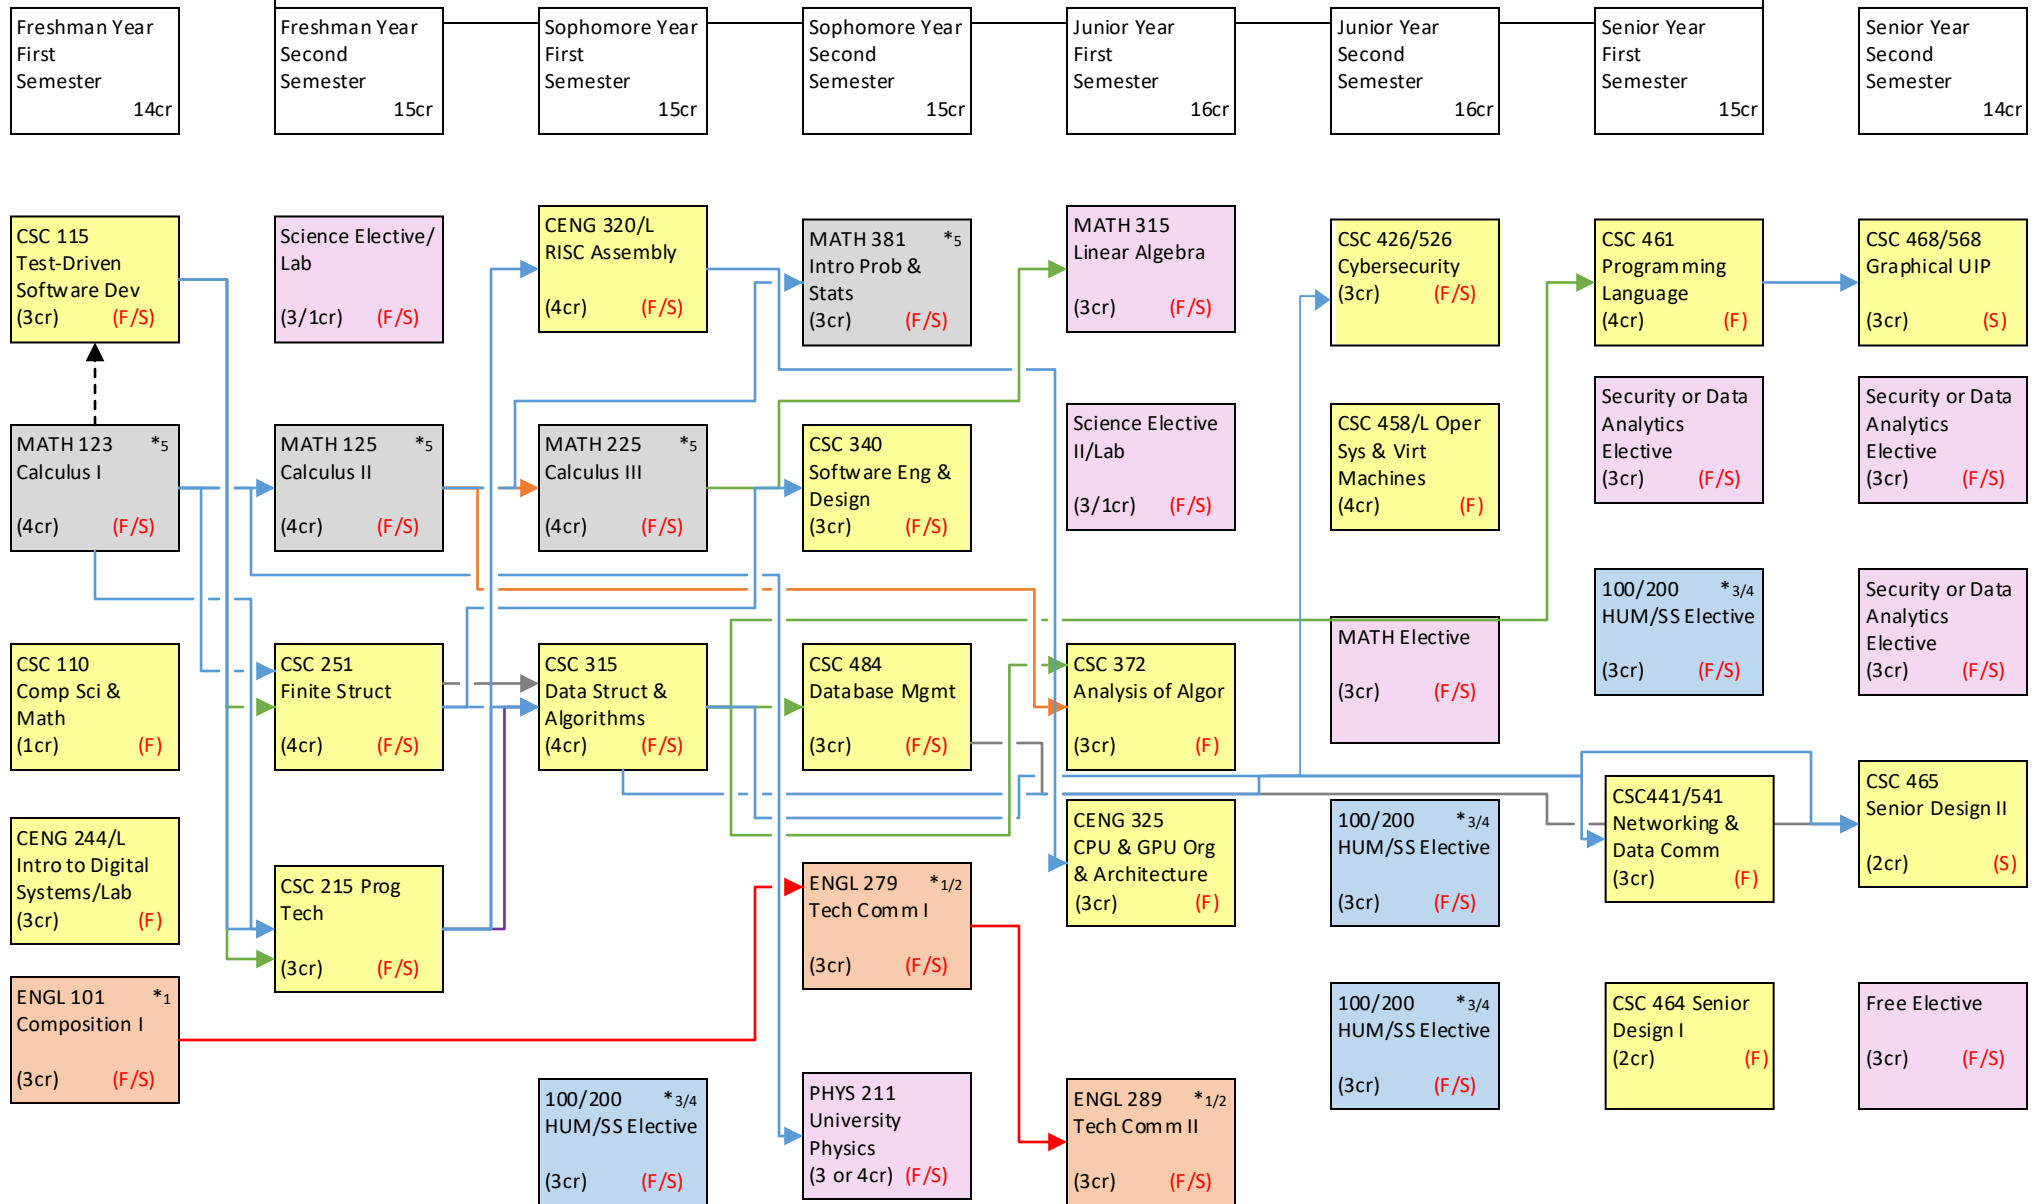 Freshman Year
First
Semester
14cr
Freshman Year
Second
Semester
15cr
Sophomore Year
First
Semester
15cr
Sophomore Year
Second
Semester
15cr
Junior Year
First
Semester
16cr
Junior Year
Second
Semester
16cr
Senior Year
First
Semester
15cr
Senior Year
Second
Semester
14cr
CSC 115
Test-Driven
Software Dev
(3cr) (F/S)
Science Elective/
Lab
(3/1cr) (F/S)
CENG 320/L
RISC Assembly
(4cr) (F/S)
MATH 381 *5
Intro Prob &
Stats
(3cr) (F/S)
MATH 315
Linear Algebra
(3cr) (F/S)
CSC 426/526
Cybersecurity
(3cr) (F/S)
CSC 461
Programming
Language
(4cr) (F)
CSC 468/568
Graphical UIP
(3cr) (S)
MATH 123 *5
Calculus I
(4cr) (F/S)
MATH 125 *5
Calculus II
(4cr) (F/S)
MATH 225 *5
Calculus III
(4cr) (F/S)
CSC 340
Software Eng &
Design
(3cr) (F/S)
Science Elective
II/Lab
(3/1cr) (F/S)
CSC 458/L Oper
Sys & Virt
Machines
(4cr) (F)
Security or Data
Analytics
Elective
(3cr) (F/S)
Security or Data
Analytics
Elective
(3cr) (F/S)
CSC 110
Comp Sci &
Math
(1cr) (F)
CSC 251
Finite Struct
(4cr) (F/S)
CSC 315
Data Struct &
Algorithms
(4cr) (F/S)
CSC 484
Database Mgmt
(3cr) (F/S)
CSC 372
Analysis of Algor
(3cr) (F)
MATH Elective
(3cr) (F/S)
100/200 *3/4
HUM/SS Elective
(3cr) (F/S)
Security or Data
Analytics
Elective
(3cr) (F/S)
CENG 244/L
Intro to Digital
Systems/Lab
(3cr) (F)
CSC 215 Prog
Tech
(3cr) (F/S)
ENGL 279 *1/2
Tech Comm I
(3cr) (F/S)
CENG 325
CPU & GPU Org
& Architecture
(3cr) (F)
100/200 *3/4
HUM/SS Elective
(3cr) (F/S)
CSC441/541
Networking &
Data Comm
(3cr) (F)
CSC 465
Senior Design II
(2cr) (S)
ENGL 101 *1
Composition I
(3cr) (F/S)
100/200 *3/4
HUM/SS Elective
(3cr) (F/S)
PHYS 211
University
Physics
(3 or 4cr) (F/S)
ENGL 289 *1/2
Tech Comm II
(3cr) (F/S)
100/200 *3/4
HUM/SS Elective
(3cr) (F/S)
CSC 464 Senior
Design I
(2cr) (F)
Free Elective
(3cr) (F/S)